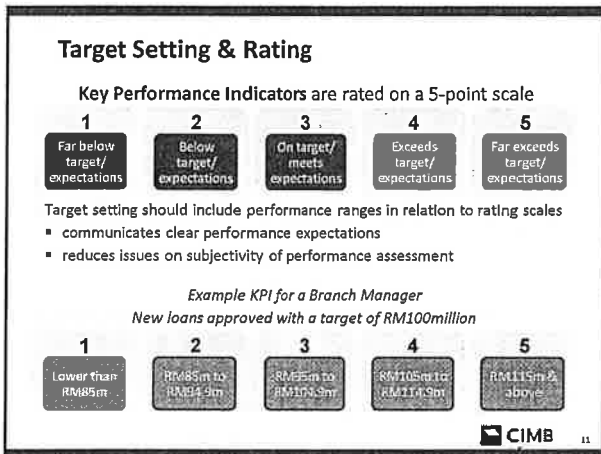 Target Setting & Rating
Key Performance Indicators are rated on a 5-point scale
1 2 3 4 5
Far below target/ expectations
Below target/ expectations
On target/ meets expectations
Exceeds target/ expectations
Far exceeds target/ expectations
Target setting should include performance ranges in relation to rating scales
▪ communicates clear performance expectations
▪ reduces issues on subjectivity of performance assessment
Example KPI for a Branch Manager
New loans approved with a target of RM100million
1 2 3 4 5
Lower than RM85m
RM85m to RM94.9m
RM95m to RM104.9m
RM105m to RM114.9m
RM115m & above
CIMB 11